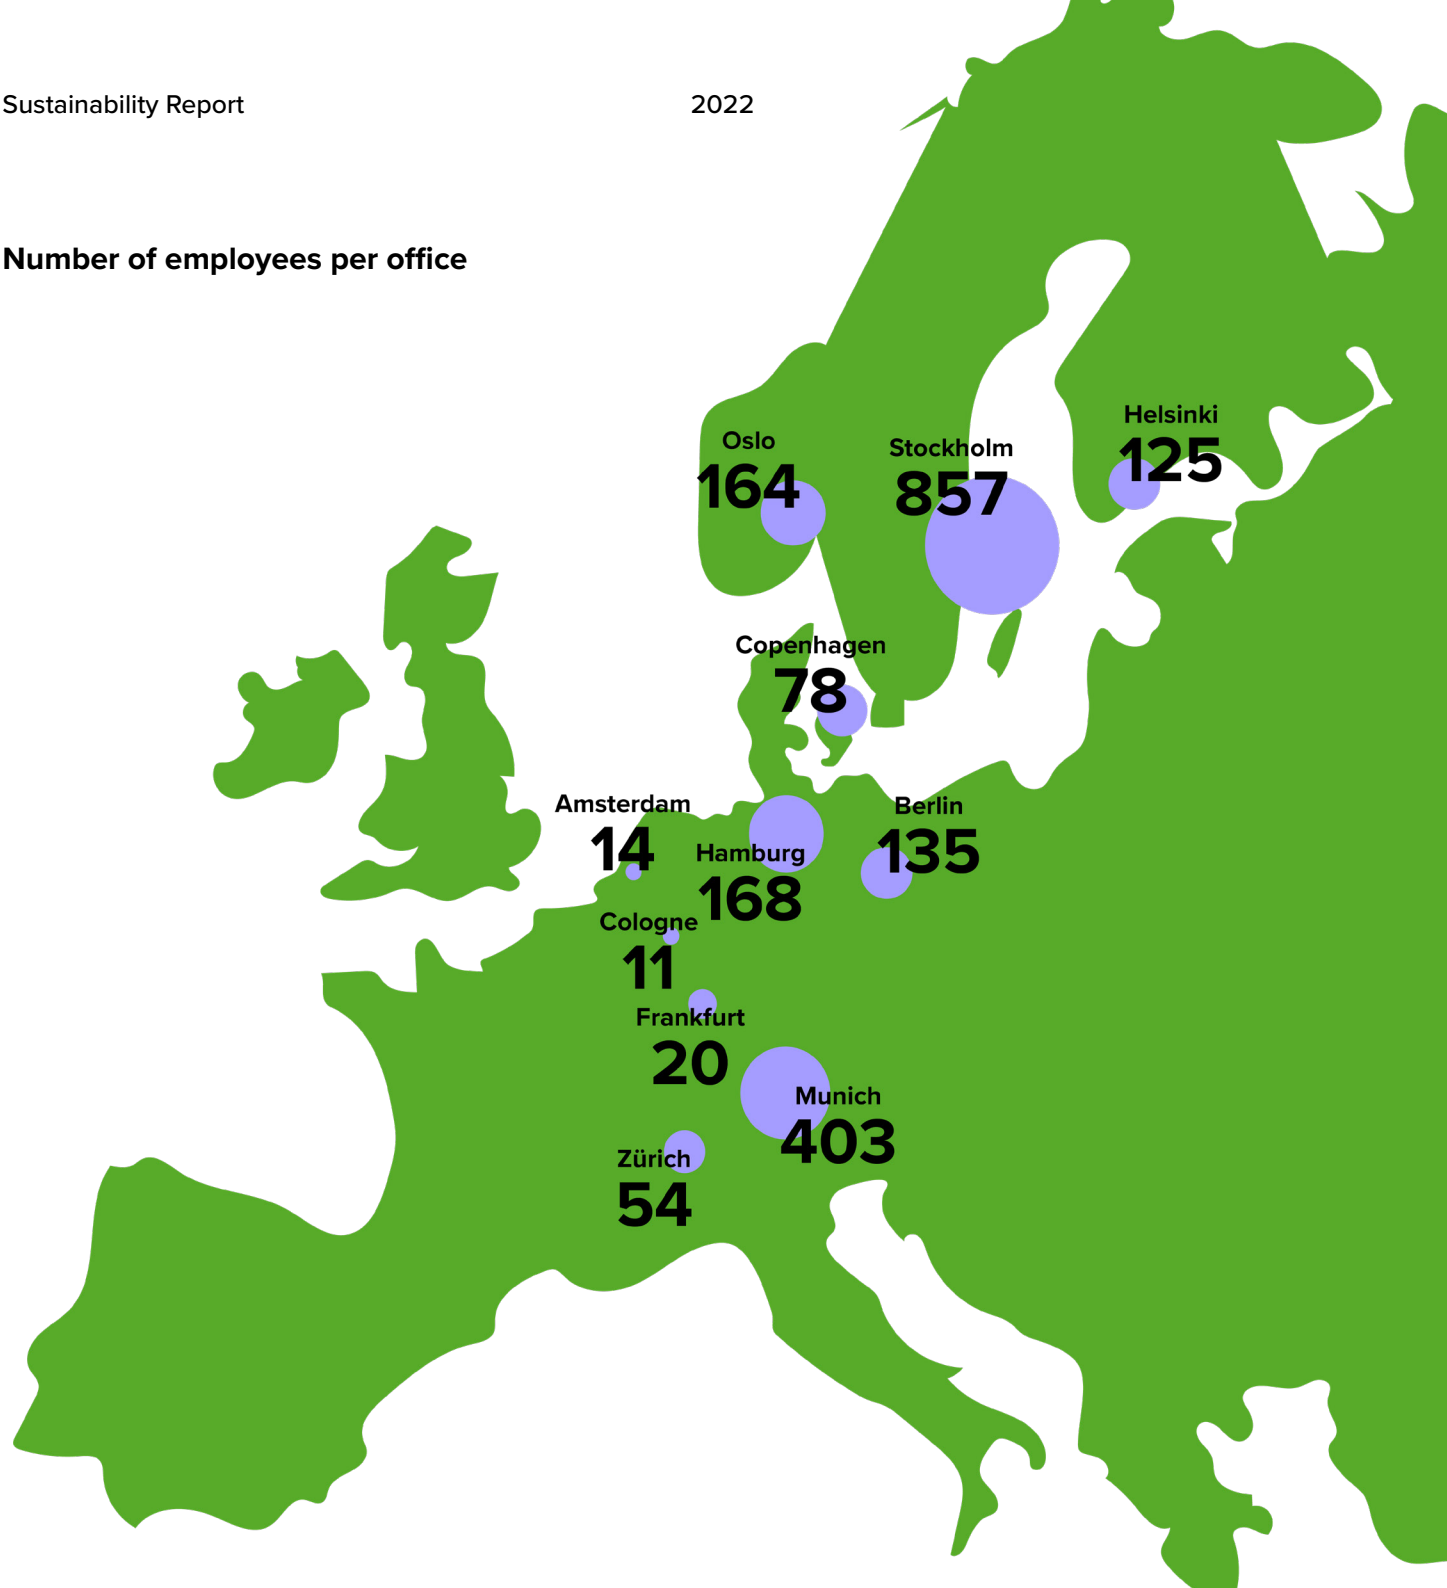 Sustainability Report
2022
Number of employees per office
Helsinki
125
Oslo
164
Stockholm
857
Copenhagen
78
Amsterdam
14
Hamburg
168
Berlin
135
Cologne
11
Frankfurt
20
Munich
403
Zürich
54